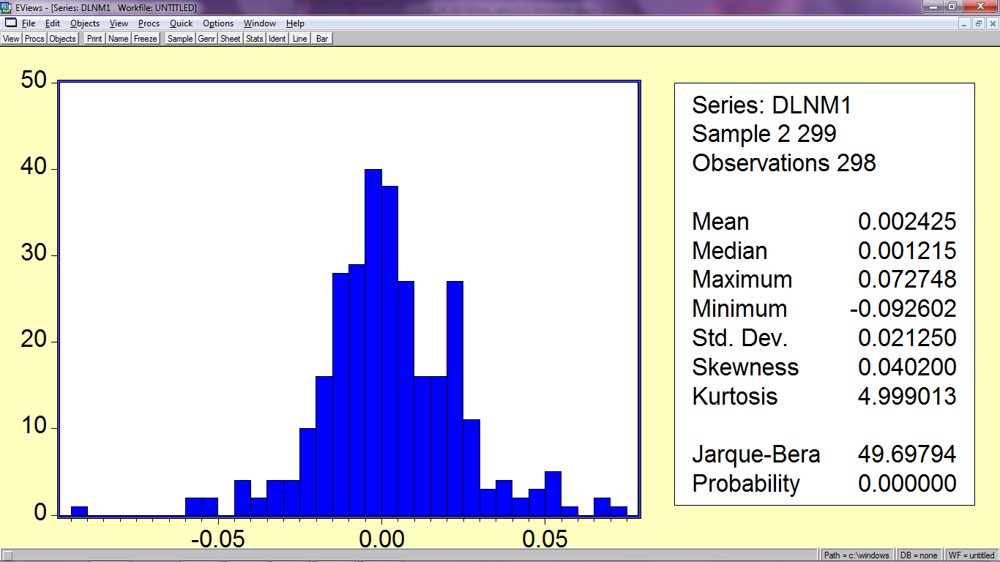 EViews - [Series: DLNM1 Workfile: UNTITLED]
File Edit Objects View Procs Quick Options Window Help
View Procs Objects Print Name Freeze Sample Genr Sheet Stats Ident Line Bar
50
40
30
20
10
0
-0.05 0.00 0.05
Series: DLNM1
Sample 2 299
Observations 298
Mean 0.002425
Median 0.001215
Maximum 0.072748
Minimum -0.092602
Std. Dev. 0.021250
Skewness 0.040200
Kurtosis 4.999013
Jarque-Bera 49.69794
Probability 0.000000
Path = c:\windows DB = none WF = untitled